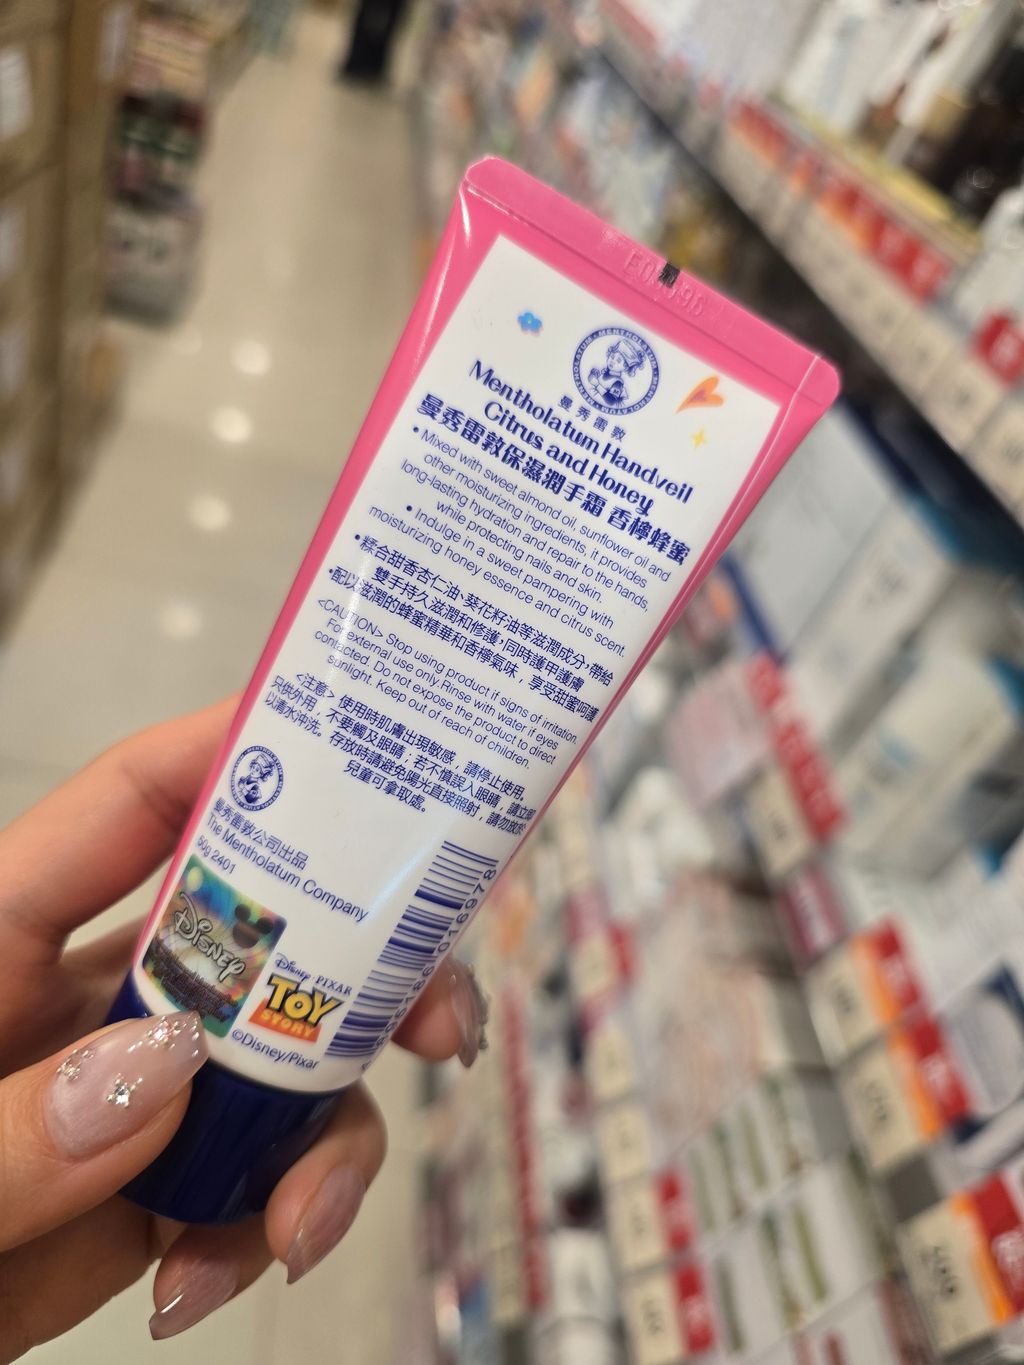 曼秀雷敦
Mentholatum Handveil
Citrus and Honey
曼秀雷敦保濕潤手霜 香檸蜂蜜
• Mixed with sweet almond oil, sunflower oil and
other moisturizing ingredients, it provides
long-lasting hydration and repair to the hands,
while protecting nails and skin.
• Indulge in a sweet pampering with
moisturizing honey essence and citrus scent.
•糅合甜香杏仁油、葵花籽油等滋潤成分,帶給
雙手持久滋潤和修護,同時護甲護膚
•配以滋潤的蜂蜜精華和香檸氣味,享受甜蜜呵護
<CAUTION> Stop using product if signs of irritation.
For external use only. Rinse with water if eyes
contacted. Do not expose the product to direct
sunlight. Keep out of reach of children.
<注意> 使用時肌膚出現敏感,請停止使用。
只供外用,不要觸及眼睛;若不慎誤入眼睛,請立即
以清水沖洗。存放時請避免陽光直接照射,請勿放於
兒童可拿取處。
曼秀雷敦公司出品
The Mentholatum Company
50g 2401
Disney
Disney PIXAR
TOY
STORY
©Disney/Pixar